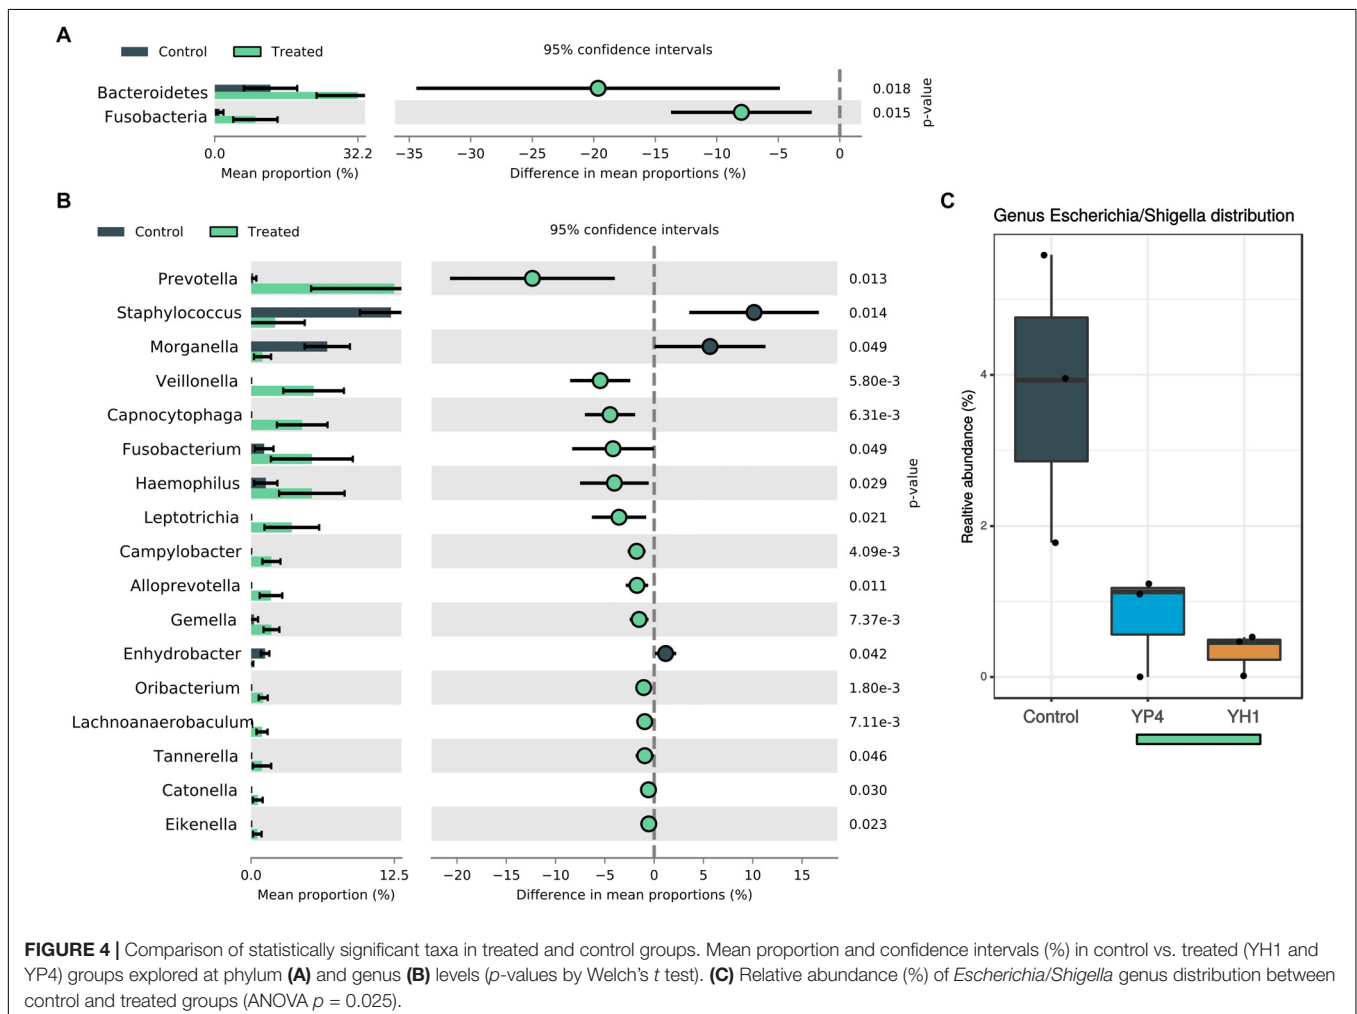 A
Control
Treated
95% confidence intervals
Bacteroidetes
0.018
Fusobacteria
0.015
p-value
0.0
32.2
−35
−30
−25
−20
−15
−10
−5
0
Mean proportion (%)
Difference in mean proportions (%)
B
Control
Treated
95% confidence intervals
Prevotella
0.013
Staphylococcus
0.014
Morganella
0.049
Veillonella
5.80e-3
Capnocytophaga
6.31e-3
Fusobacterium
0.049
Haemophilus
0.029
Leptotrichia
0.021
Campylobacter
4.09e-3
Alloprevotella
0.011
Gemella
7.37e-3
Enhydrobacter
0.042
Oribacterium
1.80e-3
Lachnoanaerobaculum
7.11e-3
Tannerella
0.046
Catonella
0.030
Eikenella
0.023
p-value
0.0
12.5
−20
−15
−10
−5
0
5
10
15
Mean proportion (%)
Difference in mean proportions (%)
C
Genus Escherichia/Shigella distribution
Realtive abundance (%)
4
2
0
Control
YP4
YH1
FIGURE 4 | Comparison of statistically significant taxa in treated and control groups. Mean proportion and confidence intervals (%) in control vs. treated (YH1 and
YP4) groups explored at phylum (A) and genus (B) levels (p-values by Welch's t test). (C) Relative abundance (%) of Escherichia/Shigella genus distribution between
control and treated groups (ANOVA p = 0.025).